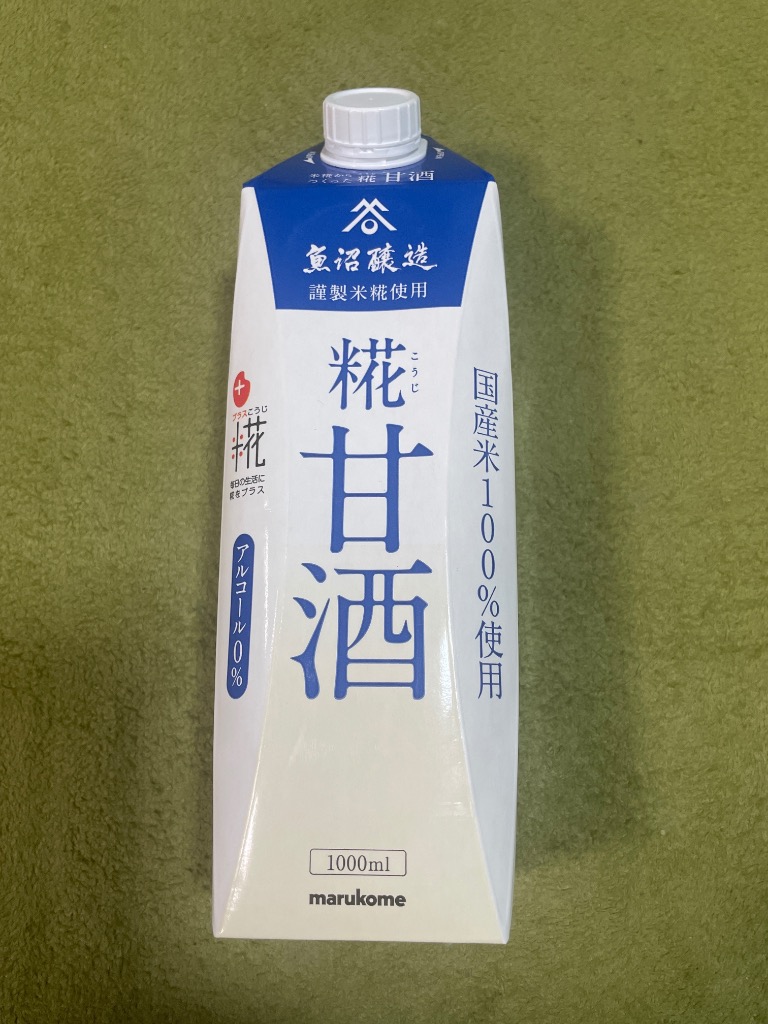 米糀から
つくった
糀甘酒
魚沼醸造
謹製米糀使用
糀
こうじ
甘酒
国産米100%使用
プラスこうじ
糀
毎日の生活に
糀をプラス
アルコール0%
1000ml
marukome